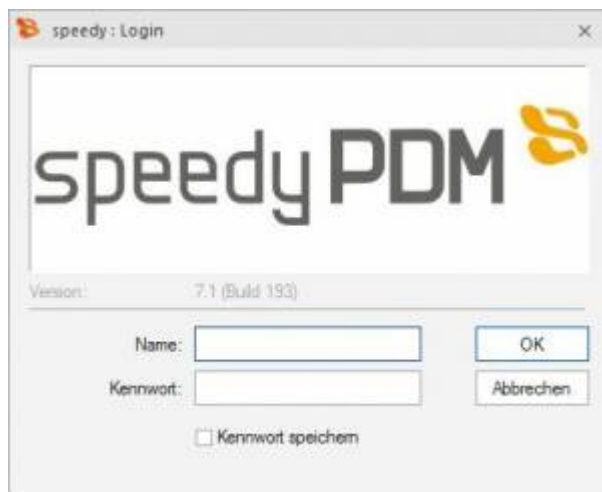 speedy : Login
speedy PDM
Version: 7.1 (Build 193)
Name: OK
Kennwort: Abbrechen
Kennwort speichern